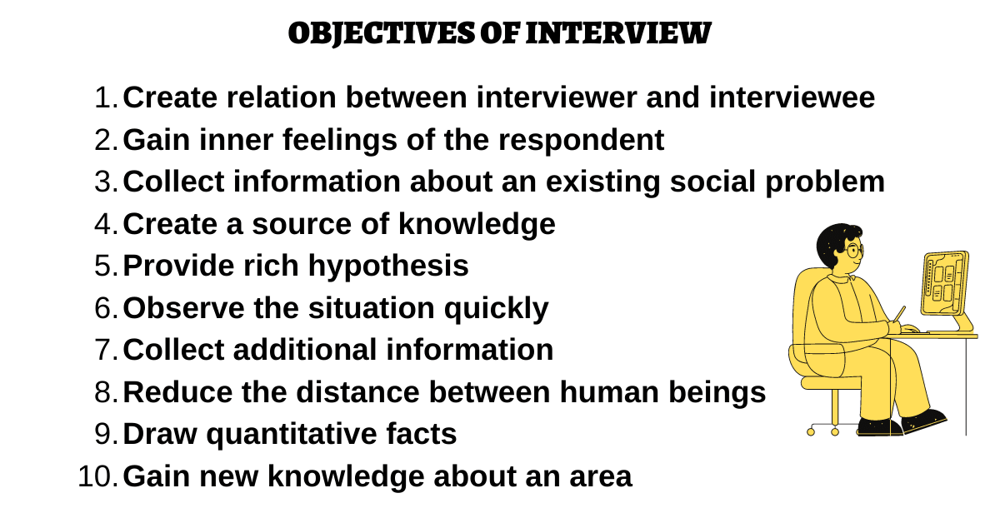 OBJECTIVES OF INTERVIEW
1. Create relation between interviewer and interviewee
2. Gain inner feelings of the respondent
3. Collect information about an existing social problem
4. Create a source of knowledge
5. Provide rich hypothesis
6. Observe the situation quickly
7. Collect additional information
8. Reduce the distance between human beings
9. Draw quantitative facts
10. Gain new knowledge about an area